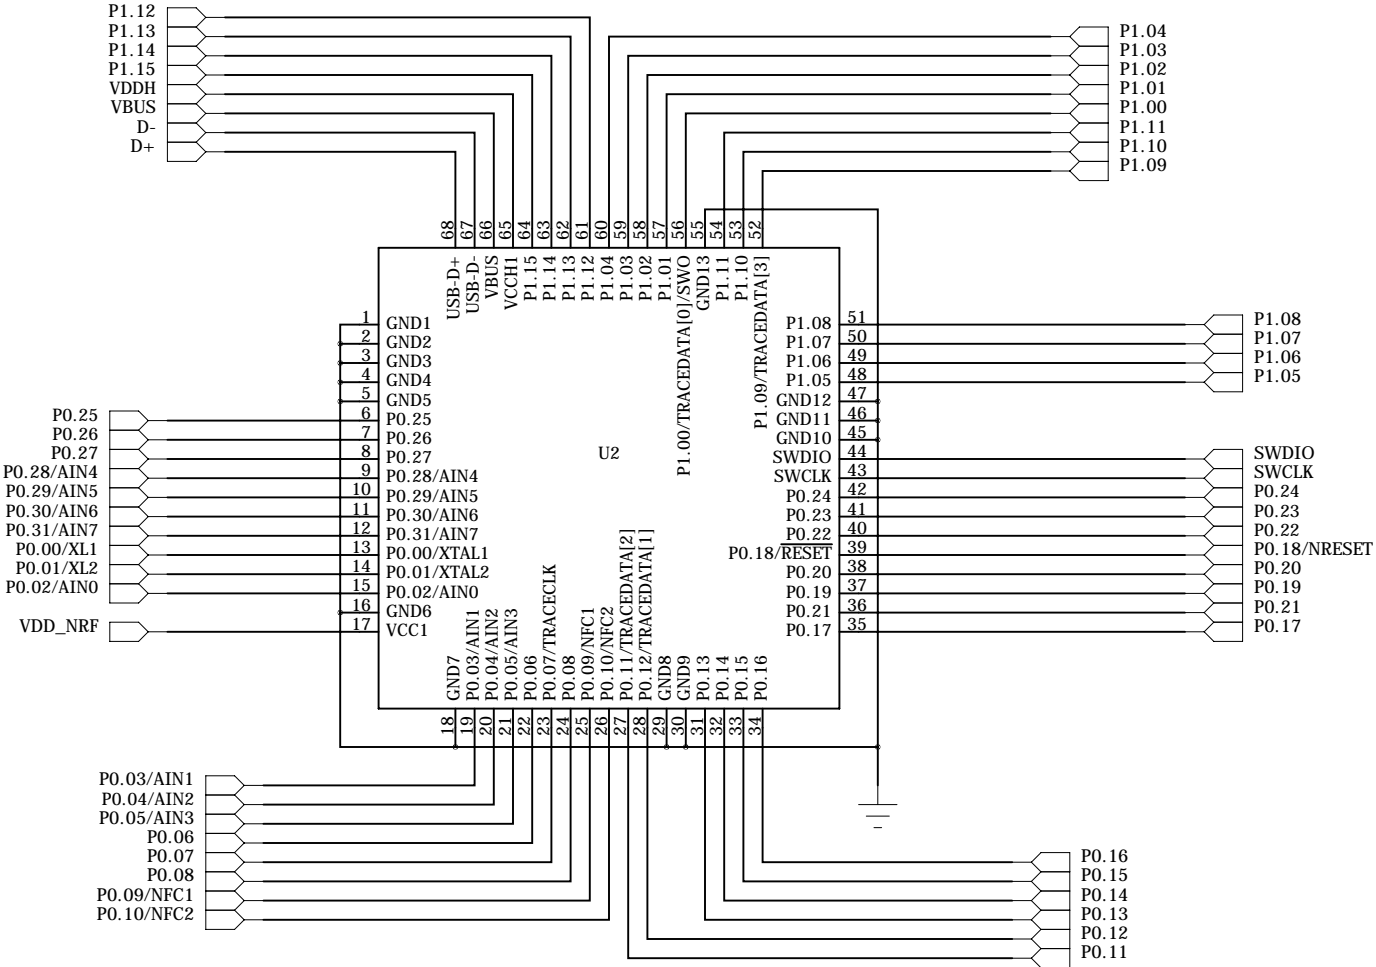 P1.12
P1.13
P1.14
P1.15
VDDH
VBUS
D-
D+
P1.04
P1.03
P1.02
P1.01
P1.00
P1.11
P1.10
P1.09
68
67
66
65
64
63
62
61
60
59
58
57
56
55
54
53
52
USB-D+
USB-D-
VBUS
VCCH1
P1.15
P1.14
P1.13
P1.12
P1.04
P1.03
P1.02
P1.01
P1.00/TRACEDATA[0]/SWO
GND13
P1.11
P1.10
P1.09/TRACEDATA[3]
1 GND1
2 GND2
3 GND3
4 GND4
5 GND5
P0.25 6 P0.25
P0.26 7 P0.26
P0.27 8 P0.27
P0.28/AIN4 9 P0.28/AIN4
P0.29/AIN5 10 P0.29/AIN5
P0.30/AIN6 11 P0.30/AIN6
P0.31/AIN7 12 P0.31/AIN7
P0.00/XL1 13 P0.00/XTAL1
P0.01/XL2 14 P0.01/XTAL2
P0.02/AIN0 15 P0.02/AIN0
16 GND6
VDD_NRF 17 VCC1
U2
P1.08 51 P1.08
P1.07 50 P1.07
P1.06 49 P1.06
P1.05 48 P1.05
GND12 47
GND11 46
GND10 45
SWDIO 44 SWDIO
SWCLK 43 SWCLK
P0.24 42 P0.24
P0.23 41 P0.23
P0.22 40 P0.22
P0.18/RESET 39 P0.18/NRESET
P0.20 38 P0.20
P0.19 37 P0.19
P0.21 36 P0.21
P0.17 35 P0.17
GND7
P0.03/AIN1
P0.04/AIN2
P0.05/AIN3
P0.06
P0.07/TRACECLK
P0.08
P0.09/NFC1
P0.10/NFC2
P0.11/TRACEDATA[2]
P0.12/TRACEDATA[1]
GND8
GND9
P0.13
P0.14
P0.15
P0.16
18
19
20
21
22
23
24
25
26
27
28
29
30
31
32
33
34
P0.03/AIN1
P0.04/AIN2
P0.05/AIN3
P0.06
P0.07
P0.08
P0.09/NFC1
P0.10/NFC2
P0.16
P0.15
P0.14
P0.13
P0.12
P0.11